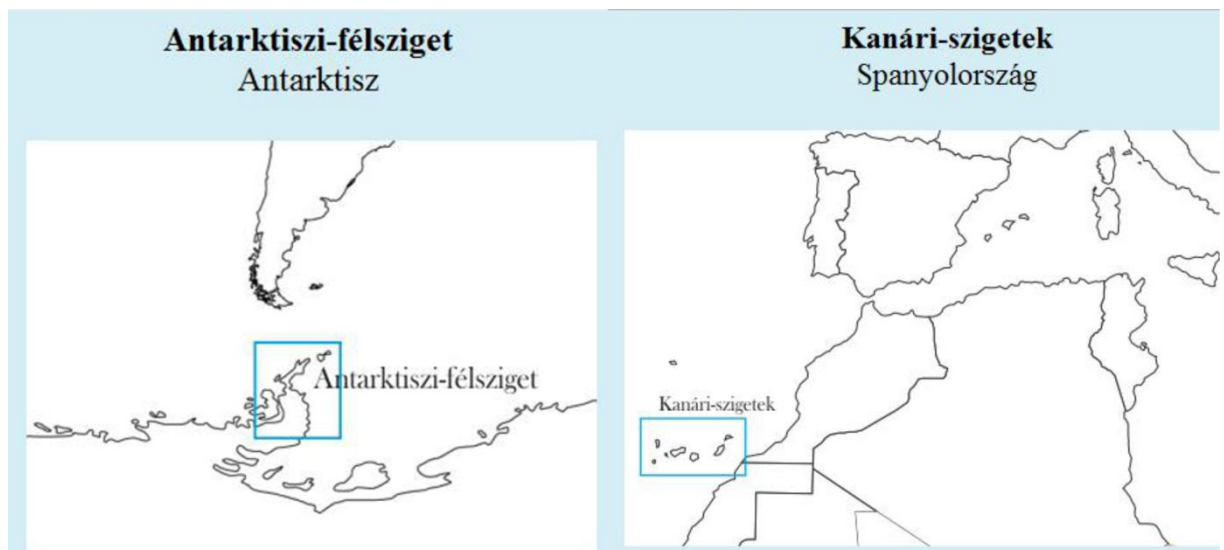 Antarktiszi-félsziget
Antarktisz
Antarktiszi-félsziget
Kanári-szigetek
Spanyolország
Kanári-szigetek